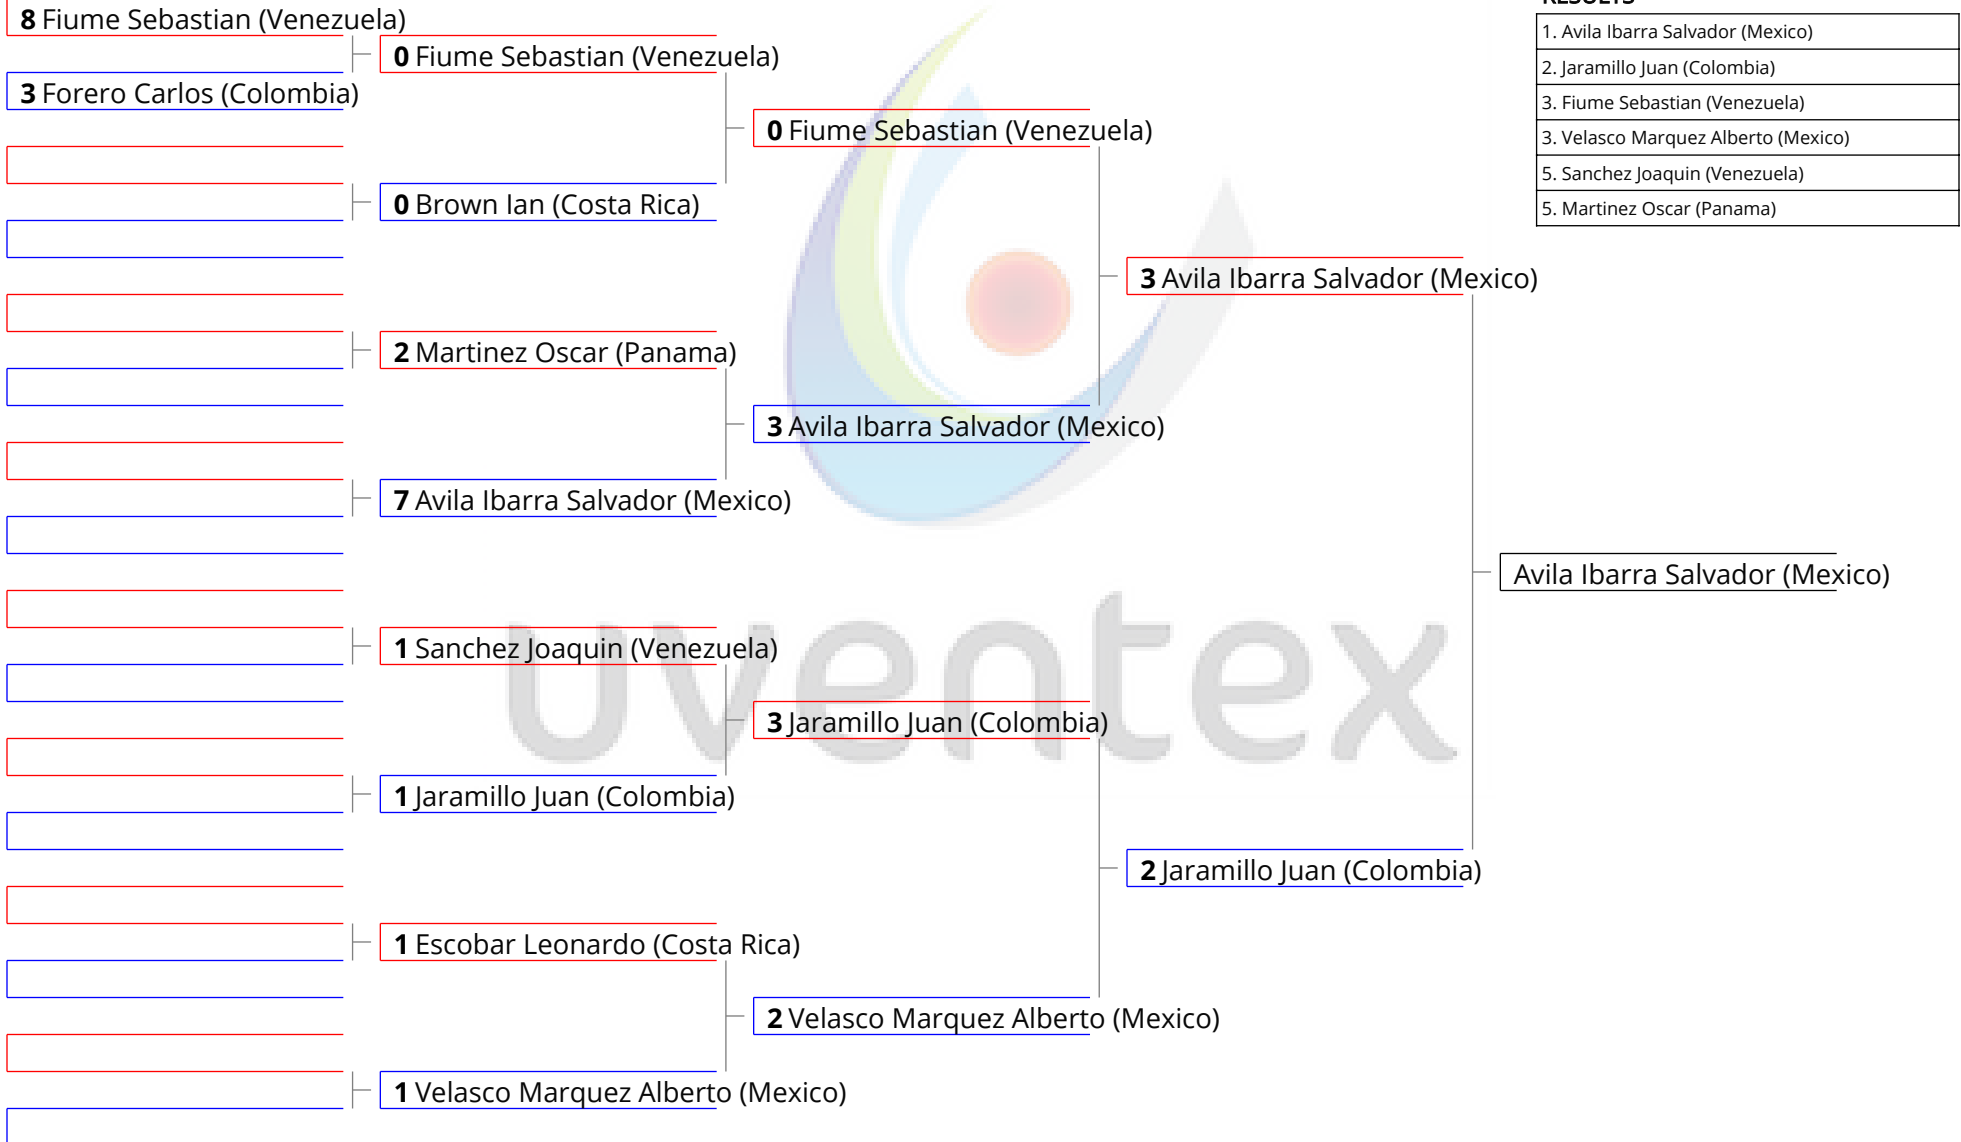 RESULTS
1. Avila Ibarra Salvador (Mexico)
2. Jaramillo Juan (Colombia)
3. Fiume Sebastian (Venezuela)
3. Velasco Marquez Alberto (Mexico)
5. Sanchez Joaquin (Venezuela)
5. Martinez Oscar (Panama)
8 Fiume Sebastian (Venezuela)
3 Forero Carlos (Colombia)
0 Fiume Sebastian (Venezuela)
0 Brown Ian (Costa Rica)
2 Martinez Oscar (Panama)
7 Avila Ibarra Salvador (Mexico)
1 Sanchez Joaquin (Venezuela)
1 Jaramillo Juan (Colombia)
1 Escobar Leonardo (Costa Rica)
1 Velasco Marquez Alberto (Mexico)
0 Fiume Sebastian (Venezuela)
3 Avila Ibarra Salvador (Mexico)
3 Jaramillo Juan (Colombia)
2 Velasco Marquez Alberto (Mexico)
3 Avila Ibarra Salvador (Mexico)
2 Jaramillo Juan (Colombia)
Avila Ibarra Salvador (Mexico)
uventex